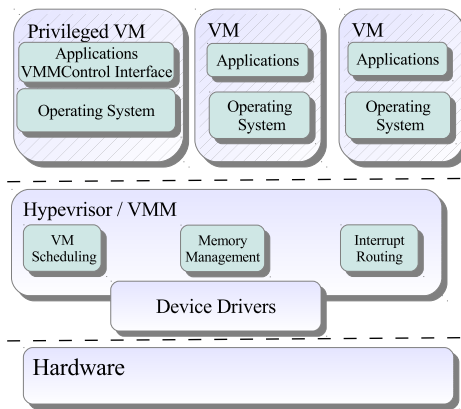 Privileged VM
Applications
VMMControl Interface
Operating System
VM
Applications
Operating
System
VM
Applications
Operating
System
Hypevrisor / VMM
VM
Scheduling
Memory
Management
Interrupt
Routing
Device Drivers
Hardware